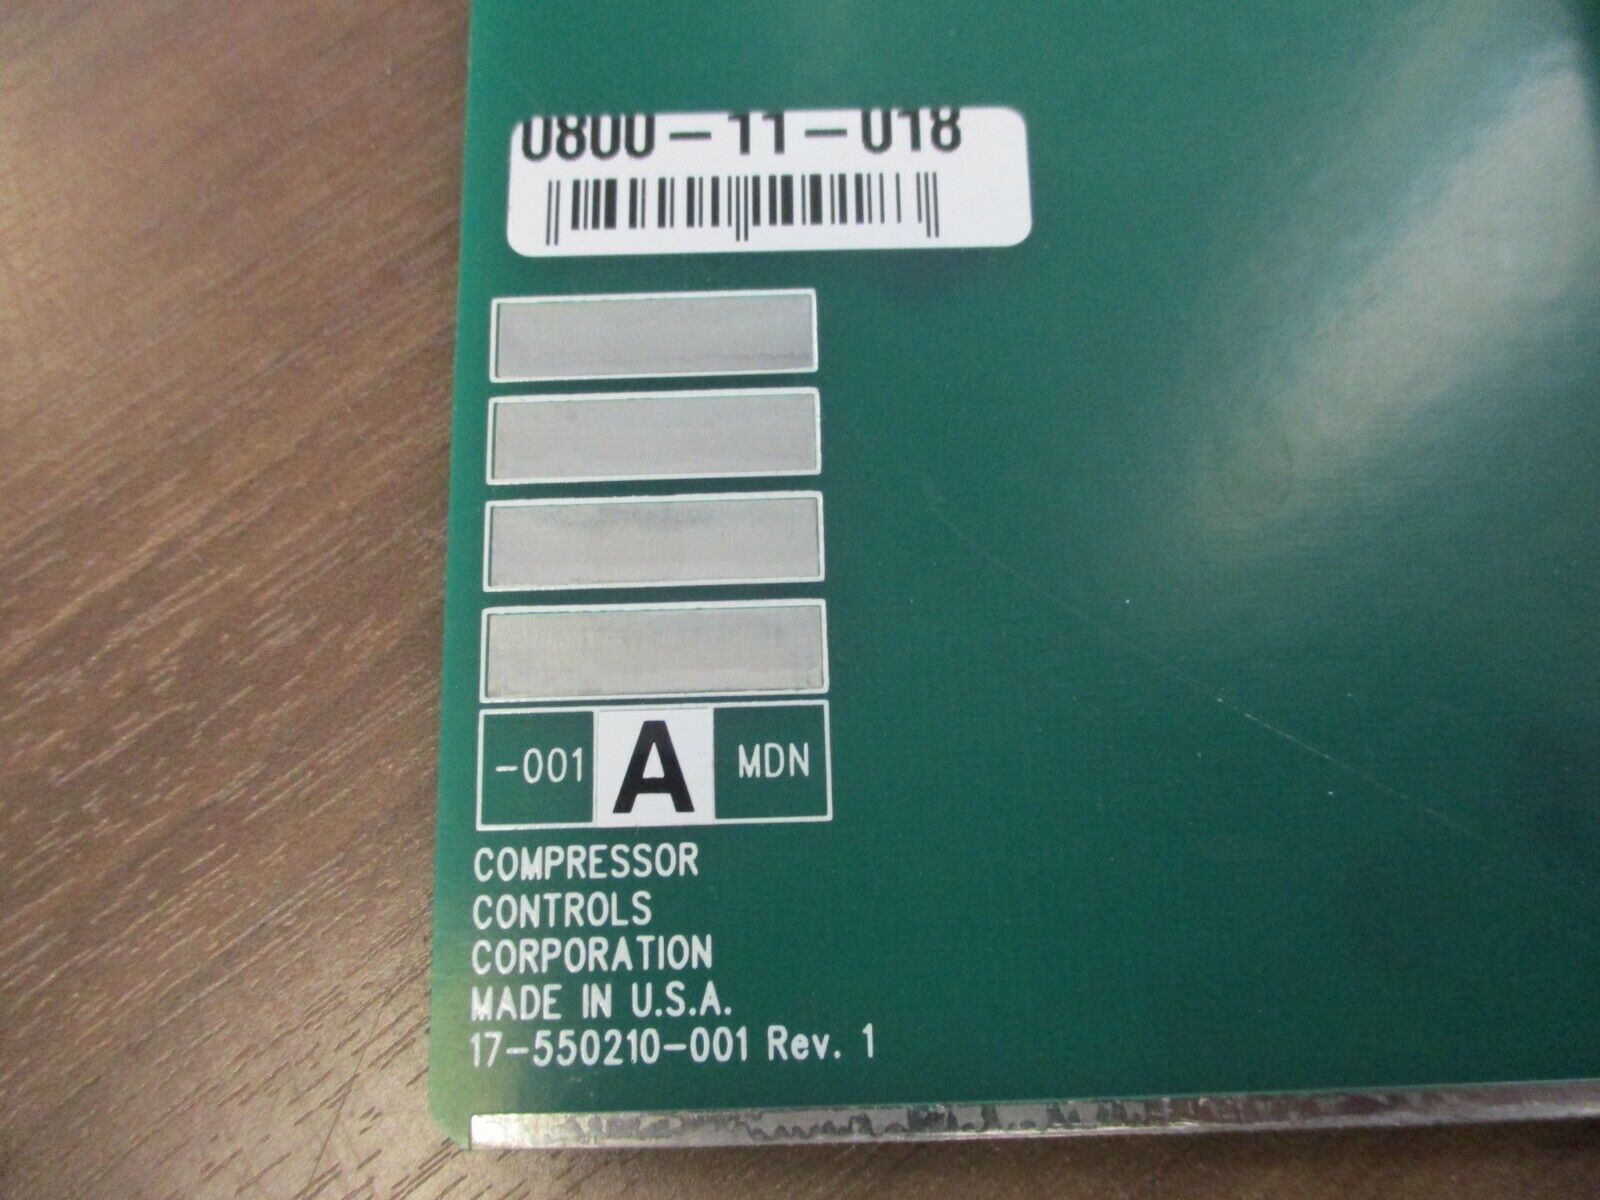 0800-11-018
-001 A MDN
COMPRESSOR
CONTROLS
CORPORATION
MADE IN U.S.A.
17-550210-001 Rev. 1